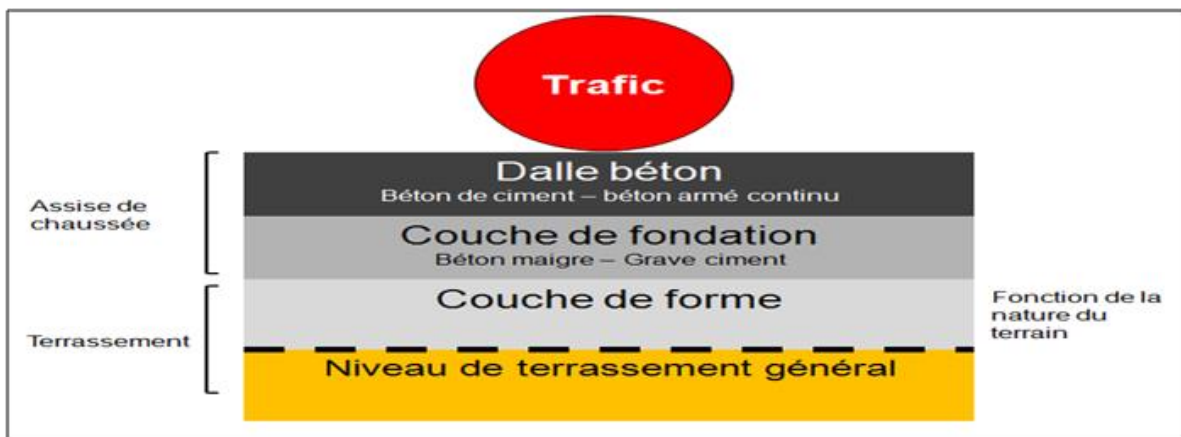 Trafic
Dalle béton
Béton de ciment – béton armé continu
Assise de
chaussée
Couche de fondation
Béton maigre – Grave ciment
Couche de forme
Fonction de la
nature du
terrain
Terrassement
Niveau de terrassement général